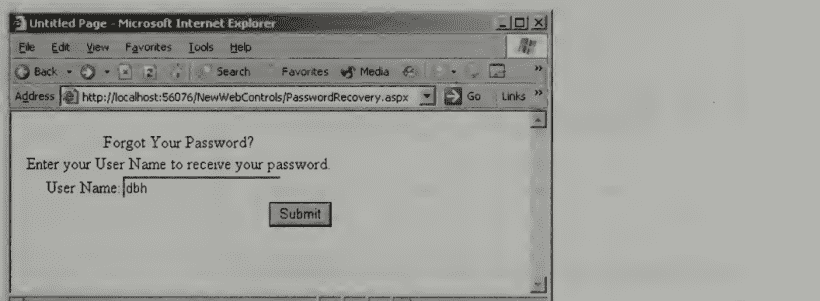 Untitled Page - Microsoft Internet Explorer
File Edit View Favorites Tools Help
Back Search Favorites Media
Address http://localhost:56076/NewWebControls/PasswordRecovery.aspx Go Links
Forgot Your Password?
Enter your User Name to receive your password.
User Name: dbh
Submit